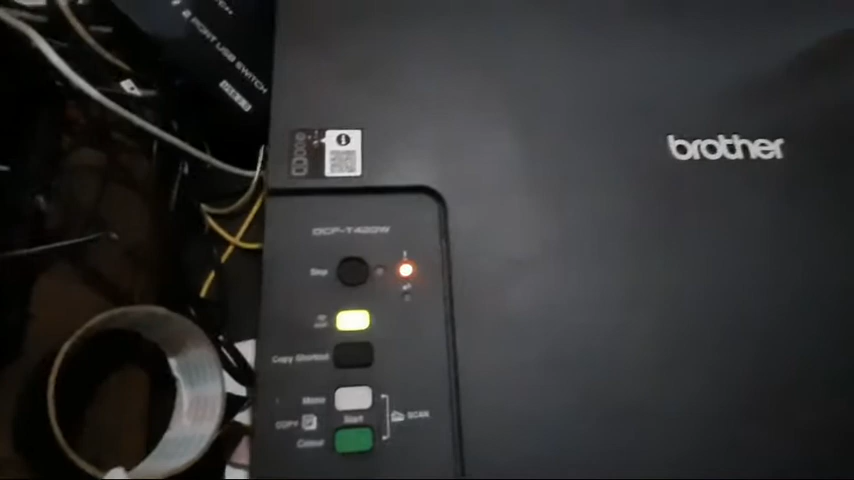 2 PORT USB SWITCH
brother
DCP-T420W
Stop
Copy Shortcut
Mono
Start
COPY
SCAN
Colour